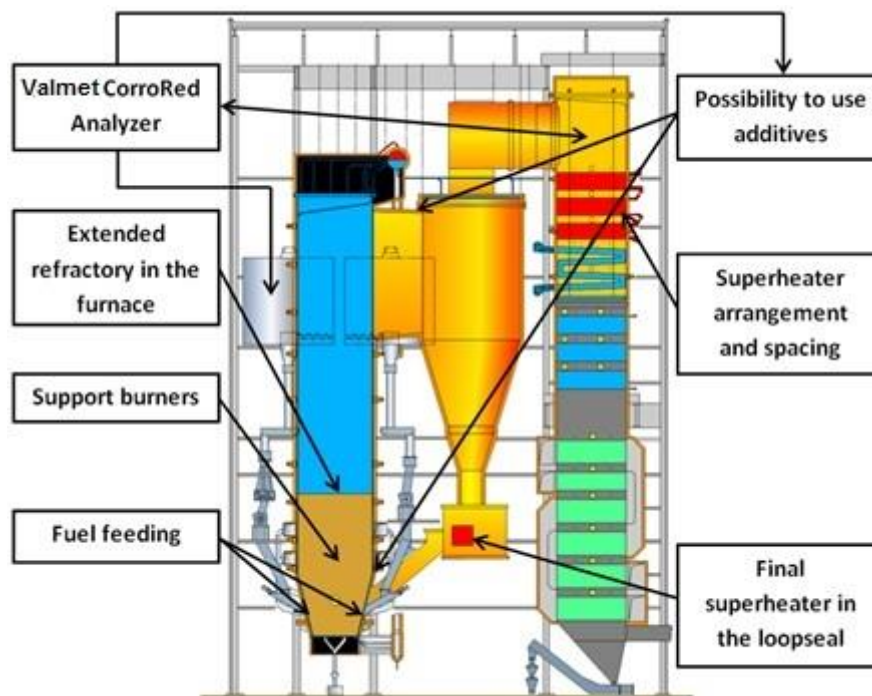 Valmet CorroRed
Analyzer
Extended
refractory in the
furnace
Support burners
Fuel feeding
Possibility to use
additives
Superheater
arrangement
and spacing
Final
superheater in
the loopseal